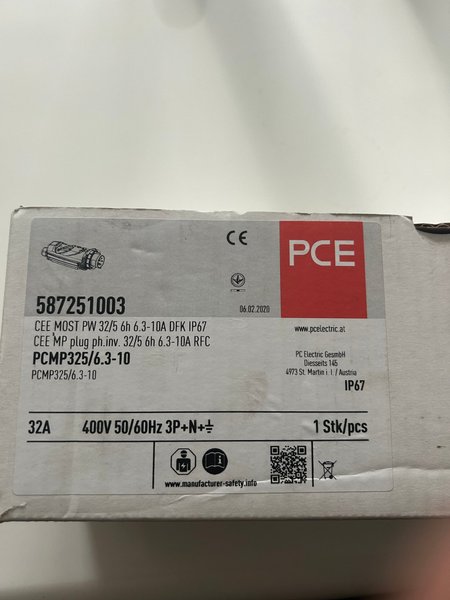 CE
PCE
587251003
06.02.2020
CEE MOST PW 32/5 6h 6.3-10A DFK IP67
www.pcelectric.at
CEE MP plug ph.inv. 32/5 6h 6.3-10A RFC
PCMP325/6.3-10
PC Electric GesmbH
PCMP325/6.3-10
Diesseits 145
4973 St. Martin i. I. / Austria
IP67
32A 400V 50/60Hz 3P+N+⏚ 1 Stk/pcs
www.manufacturer-safety.info